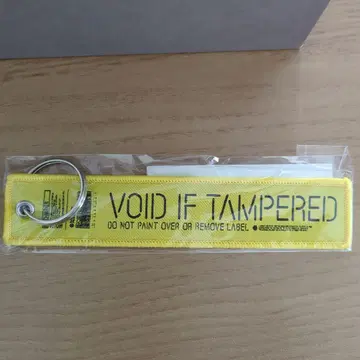 VOID IF TAMPERED
DO NOT PAINT OVER OR REMOVE LABEL